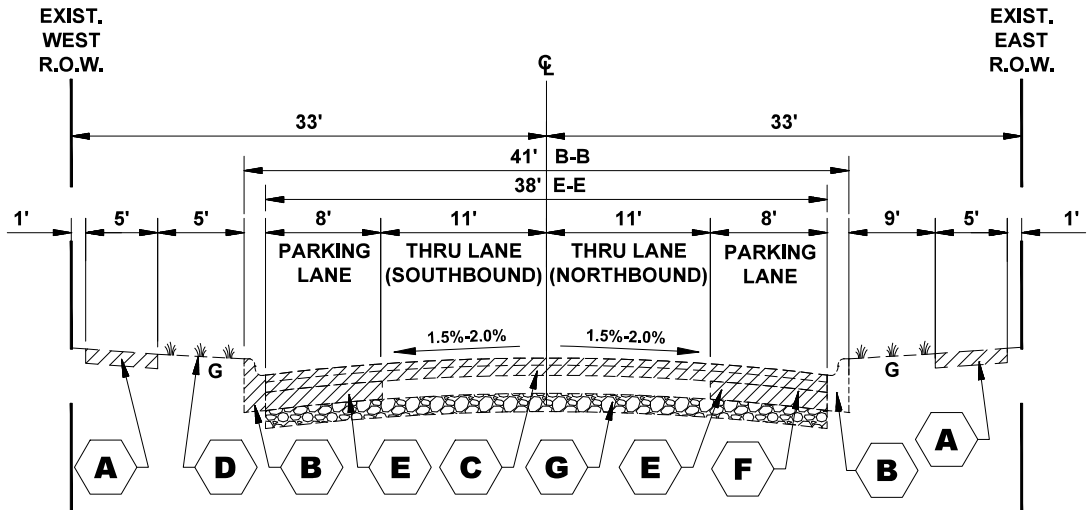 EXIST.
WEST
R.O.W.
EXIST.
EAST
R.O.W.
℄
33'
33'
41' B-B
38' E-E
1'
5'
5'
8'
11'
11'
8'
9'
5'
1'
PARKING
LANE
THRU LANE
(SOUTHBOUND)
THRU LANE
(NORTHBOUND)
PARKING
LANE
1.5%-2.0%
1.5%-2.0%
G
G
A
D
B
E
C
G
E
F
B
A